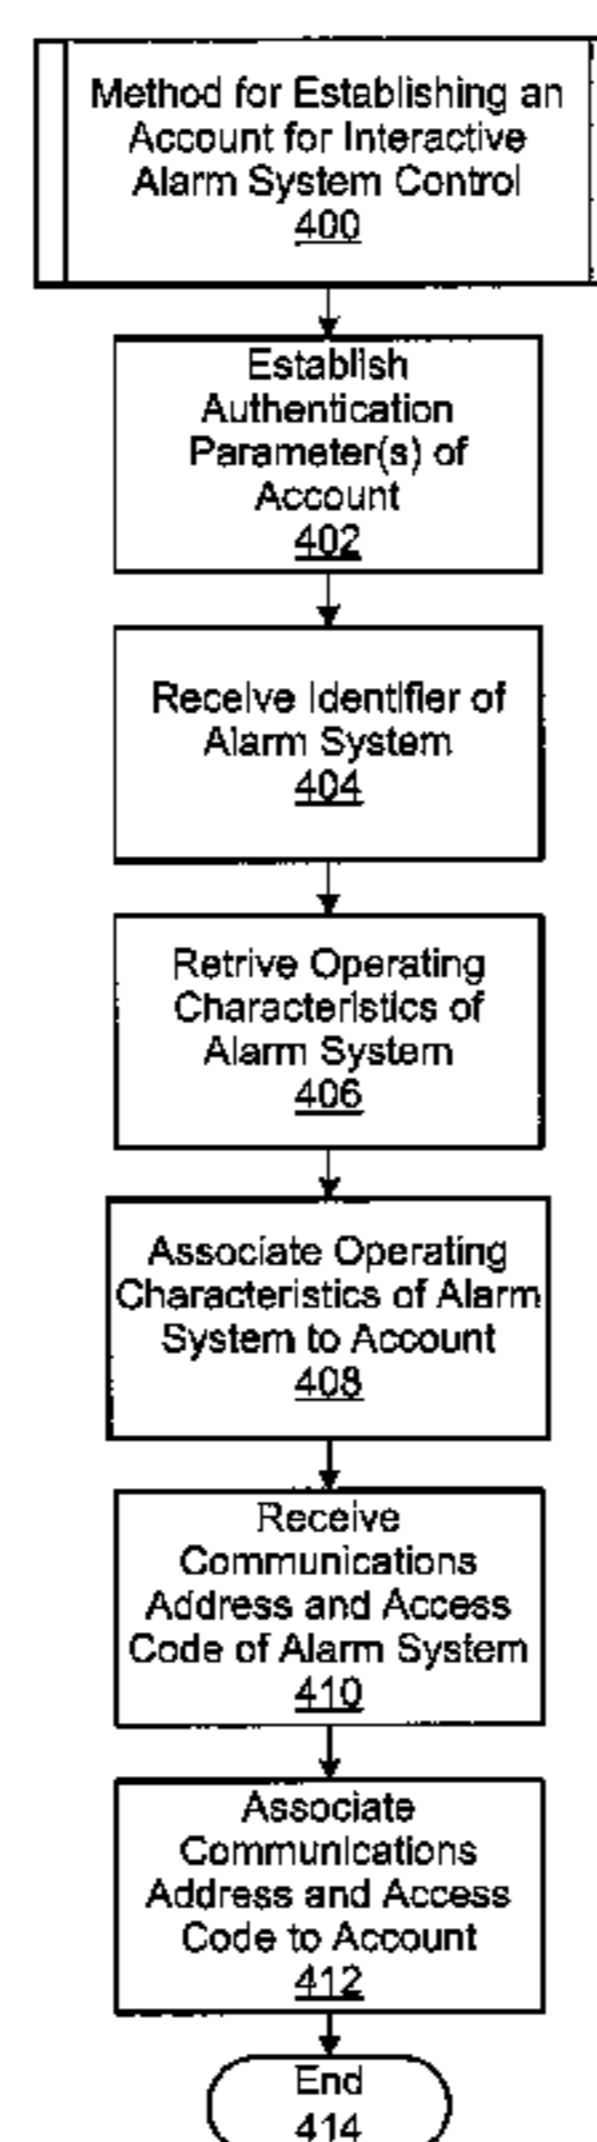 Method for Establishing an
Account for Interactive
Alarm System Control
400
Establish
Authentication
Parameter(s) of
Account
402
Receive Identifier of
Alarm System
404
Retrive Operating
Characteristics of
Alarm System
406
Associate Operating
Characteristics of Alarm
System to Account
408
Receive
Communications
Address and Access
Code of Alarm System
410
Associate
Communications
Address and Access
Code to Account
412
End
414